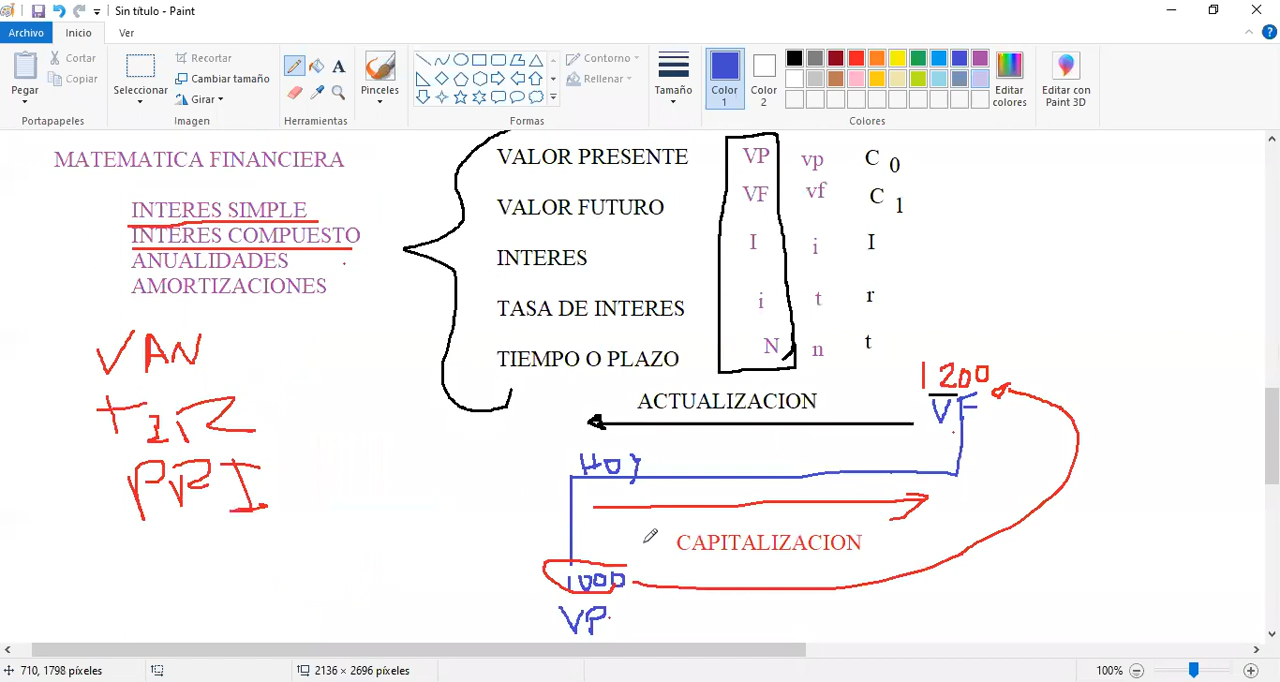 Sin título - Paint
Archivo Inicio Ver
Pegar
Cortar
Copiar
Portapapeles
Seleccionar
Recortar
Cambiar tamaño
Girar
Imagen
A
Herramientas
Pinceles
Contorno
Rellenar
Formas
Tamaño
Color 1
Color 2
Editar colores
Colores
Editar con Paint 3D
MATEMATICA FINANCIERA
INTERES SIMPLE
INTERES COMPUESTO
ANUALIDADES
AMORTIZACIONES
VAN
TIR
PRI
VALOR PRESENTE VP vp C 0
VALOR FUTURO VF vf C 1
INTERES I i I
TASA DE INTERES i t r
TIEMPO O PLAZO N n t
ACTUALIZACION
1200
VF
HOY
CAPITALIZACION
1000
VP
710, 1798 píxeles
2136 × 2696 píxeles
100%